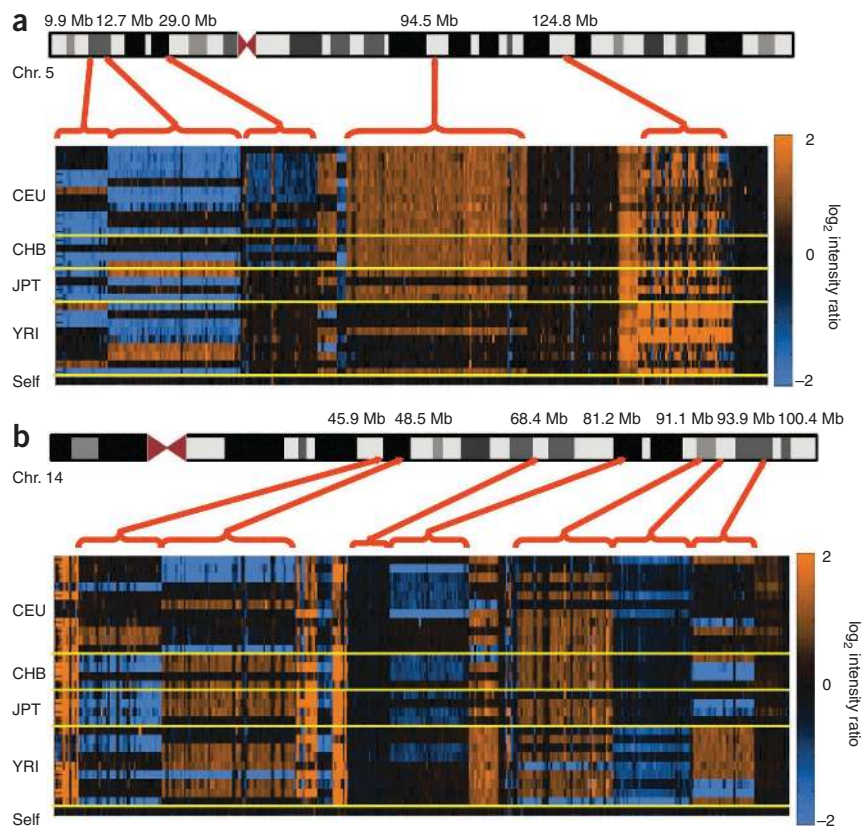 a
9.9 Mb 12.7 Mb 29.0 Mb 94.5 Mb 124.8 Mb
Chr. 5
CEU
CHB
JPT
YRI
Self
2
0
–2
log2 intensity ratio
b
45.9 Mb 48.5 Mb 68.4 Mb 81.2 Mb 91.1 Mb 93.9 Mb 100.4 Mb
Chr. 14
CEU
CHB
JPT
YRI
Self
2
0
–2
log2 intensity ratio